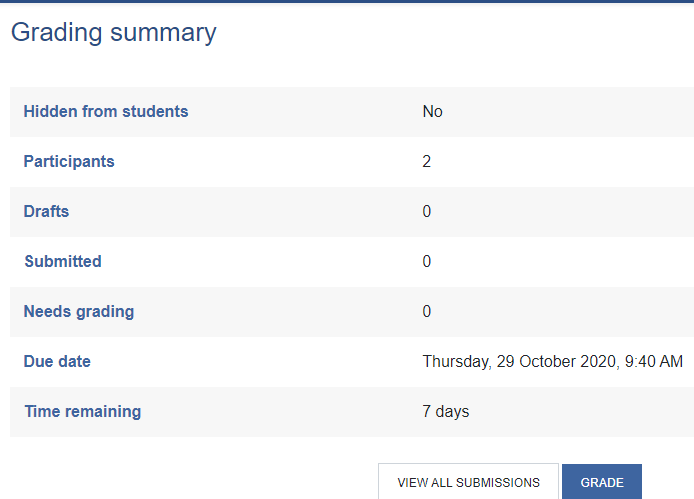 Grading summary
Hidden from students No
Participants 2
Drafts 0
Submitted 0
Needs grading 0
Due date Thursday, 29 October 2020, 9:40 AM
Time remaining 7 days
VIEW ALL SUBMISSIONS GRADE